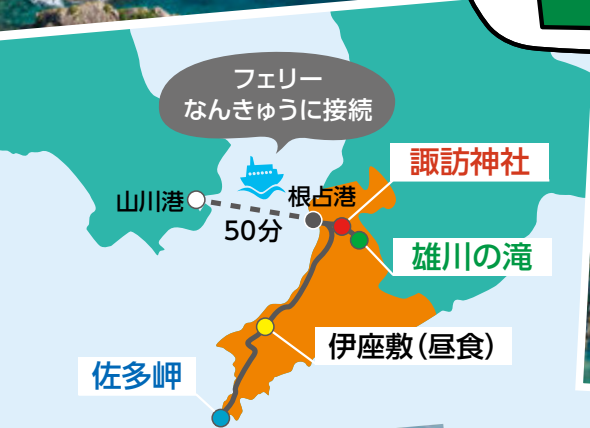 フェリー
なんきゅうに接続
諏訪神社
山川港
根占港
50分
雄川の滝
伊座敷（昼食）
佐多岬